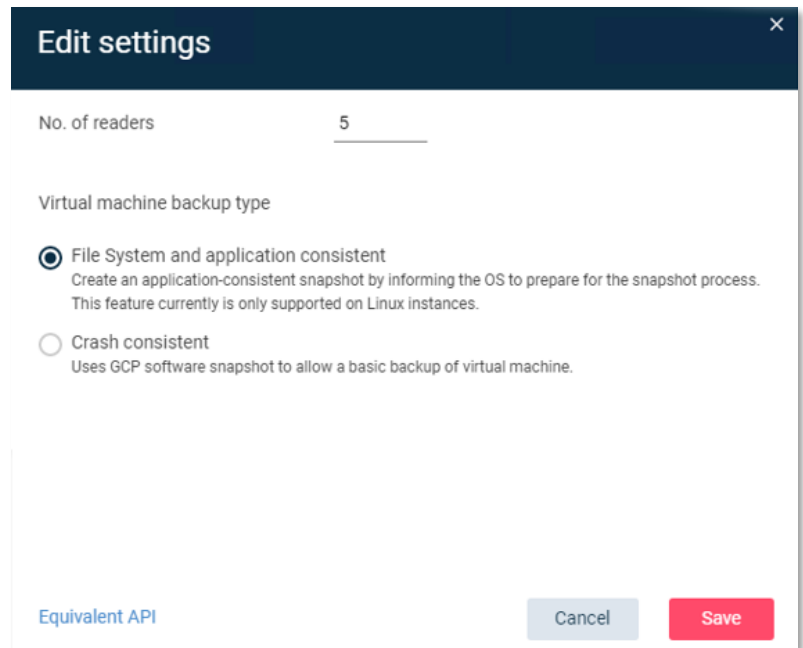 Edit settings
No. of readers 5
Virtual machine backup type
File System and application consistent
Create an application-consistent snapshot by informing the OS to prepare for the snapshot process.
This feature currently is only supported on Linux instances.
Crash consistent
Uses GCP software snapshot to allow a basic backup of virtual machine.
Equivalent API Cancel Save